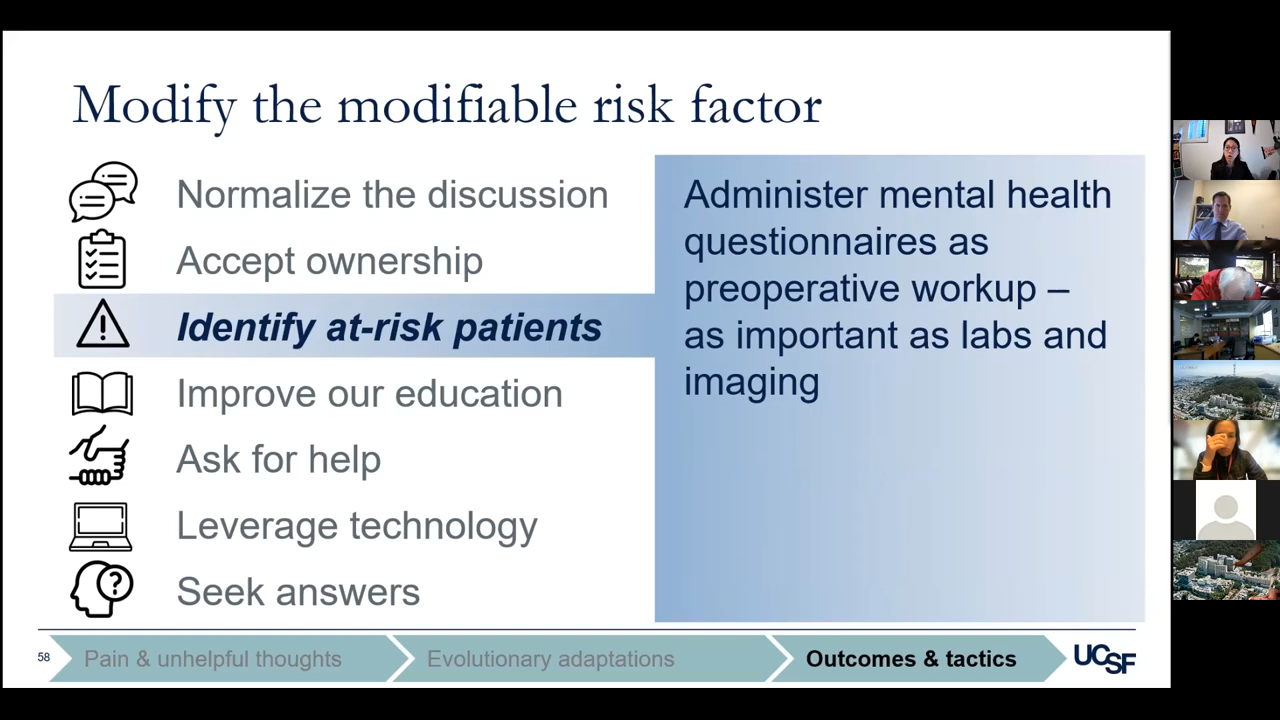 Modify the modifiable risk factor
Normalize the discussion
Accept ownership
Identify at-risk patients
Improve our education
Ask for help
Leverage technology
Seek answers
Administer mental health
questionnaires as
preoperative workup –
as important as labs and
imaging
58
Pain & unhelpful thoughts
Evolutionary adaptations
Outcomes & tactics
UCSF